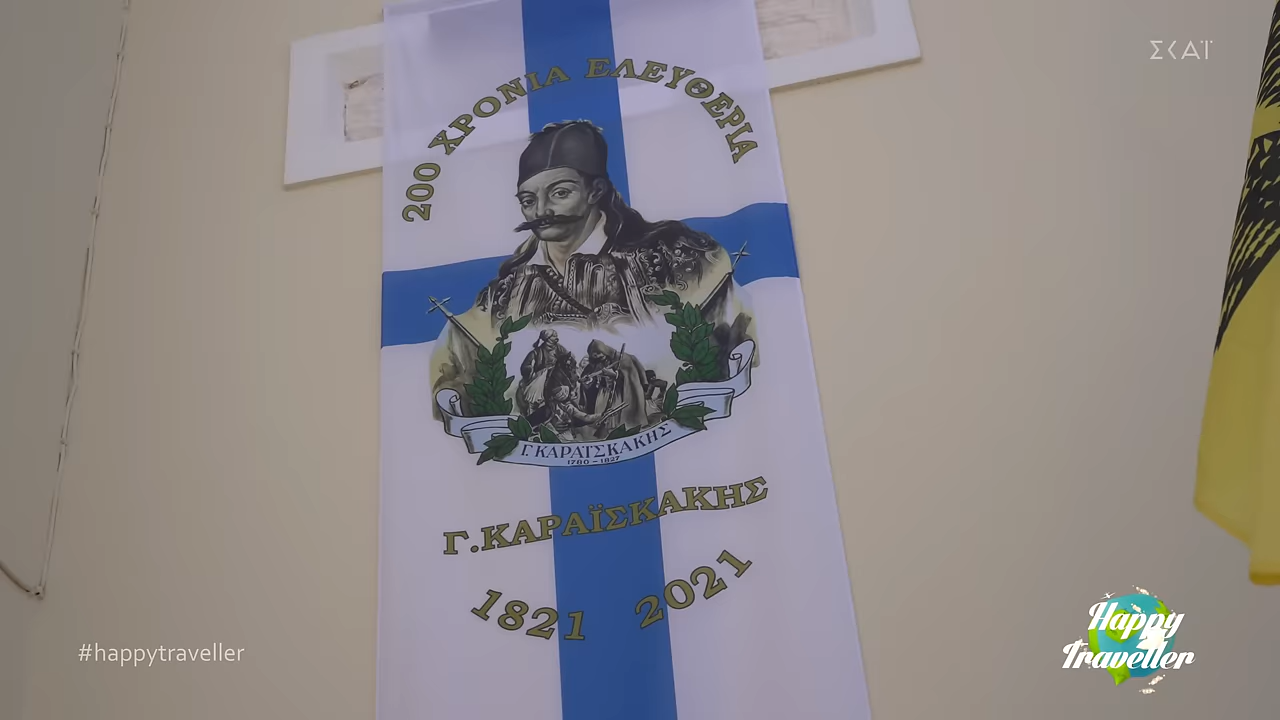 ΣΚΑΪ
200 ΧΡΟΝΙΑ ΕΛΕΥΘΕΡΙΑ
Γ.ΚΑΡΑΪΣΚΑΚΗΣ
1780 - 1827
Γ.ΚΑΡΑΪΣΚΑΚΗΣ
1821 2021
#happytraveller
Happy
Traveller